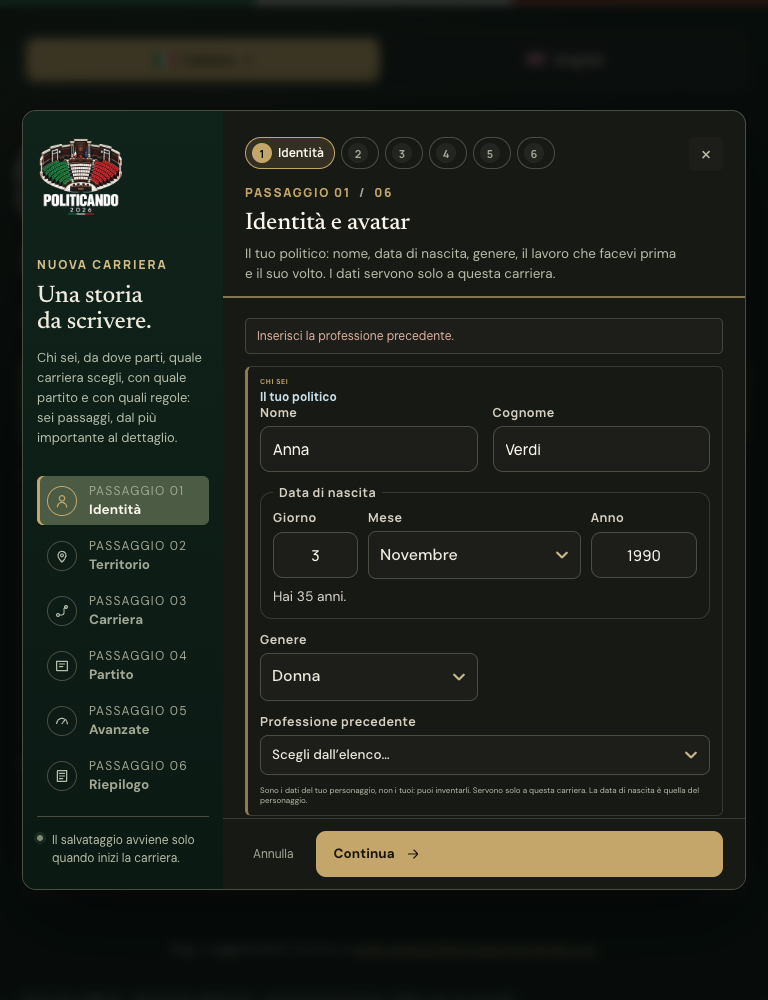 POLITICANDO
2026
NUOVA CARRIERA
Una storia
da scrivere.
Chi sei, da dove parti, quale
carriera scegli, con quale
partito e con quali regole:
sei passaggi, dal più
importante al dettaglio.
PASSAGGIO 01
Identità
PASSAGGIO 02
Territorio
PASSAGGIO 03
Carriera
PASSAGGIO 04
Partito
PASSAGGIO 05
Avanzate
PASSAGGIO 06
Riepilogo
Il salvataggio avviene solo
quando inizi la carriera.
1 Identità 2 3 4 5 6 ×
PASSAGGIO 01 / 06
Identità e avatar
Il tuo politico: nome, data di nascita, genere, il lavoro che facevi prima
e il suo volto. I dati servono solo a questa carriera.
Inserisci la professione precedente.
CHI SEI
Il tuo politico
Nome Cognome
Anna Verdi
Data di nascita
Giorno Mese Anno
3 Novembre 1990
Hai 35 anni.
Genere
Donna
Professione precedente
Scegli dall’elenco…
Sono i dati del tuo personaggio, non i tuoi: puoi inventarli. Servono solo a questa carriera. La data di nascita è quella del
personaggio.
Annulla Continua →